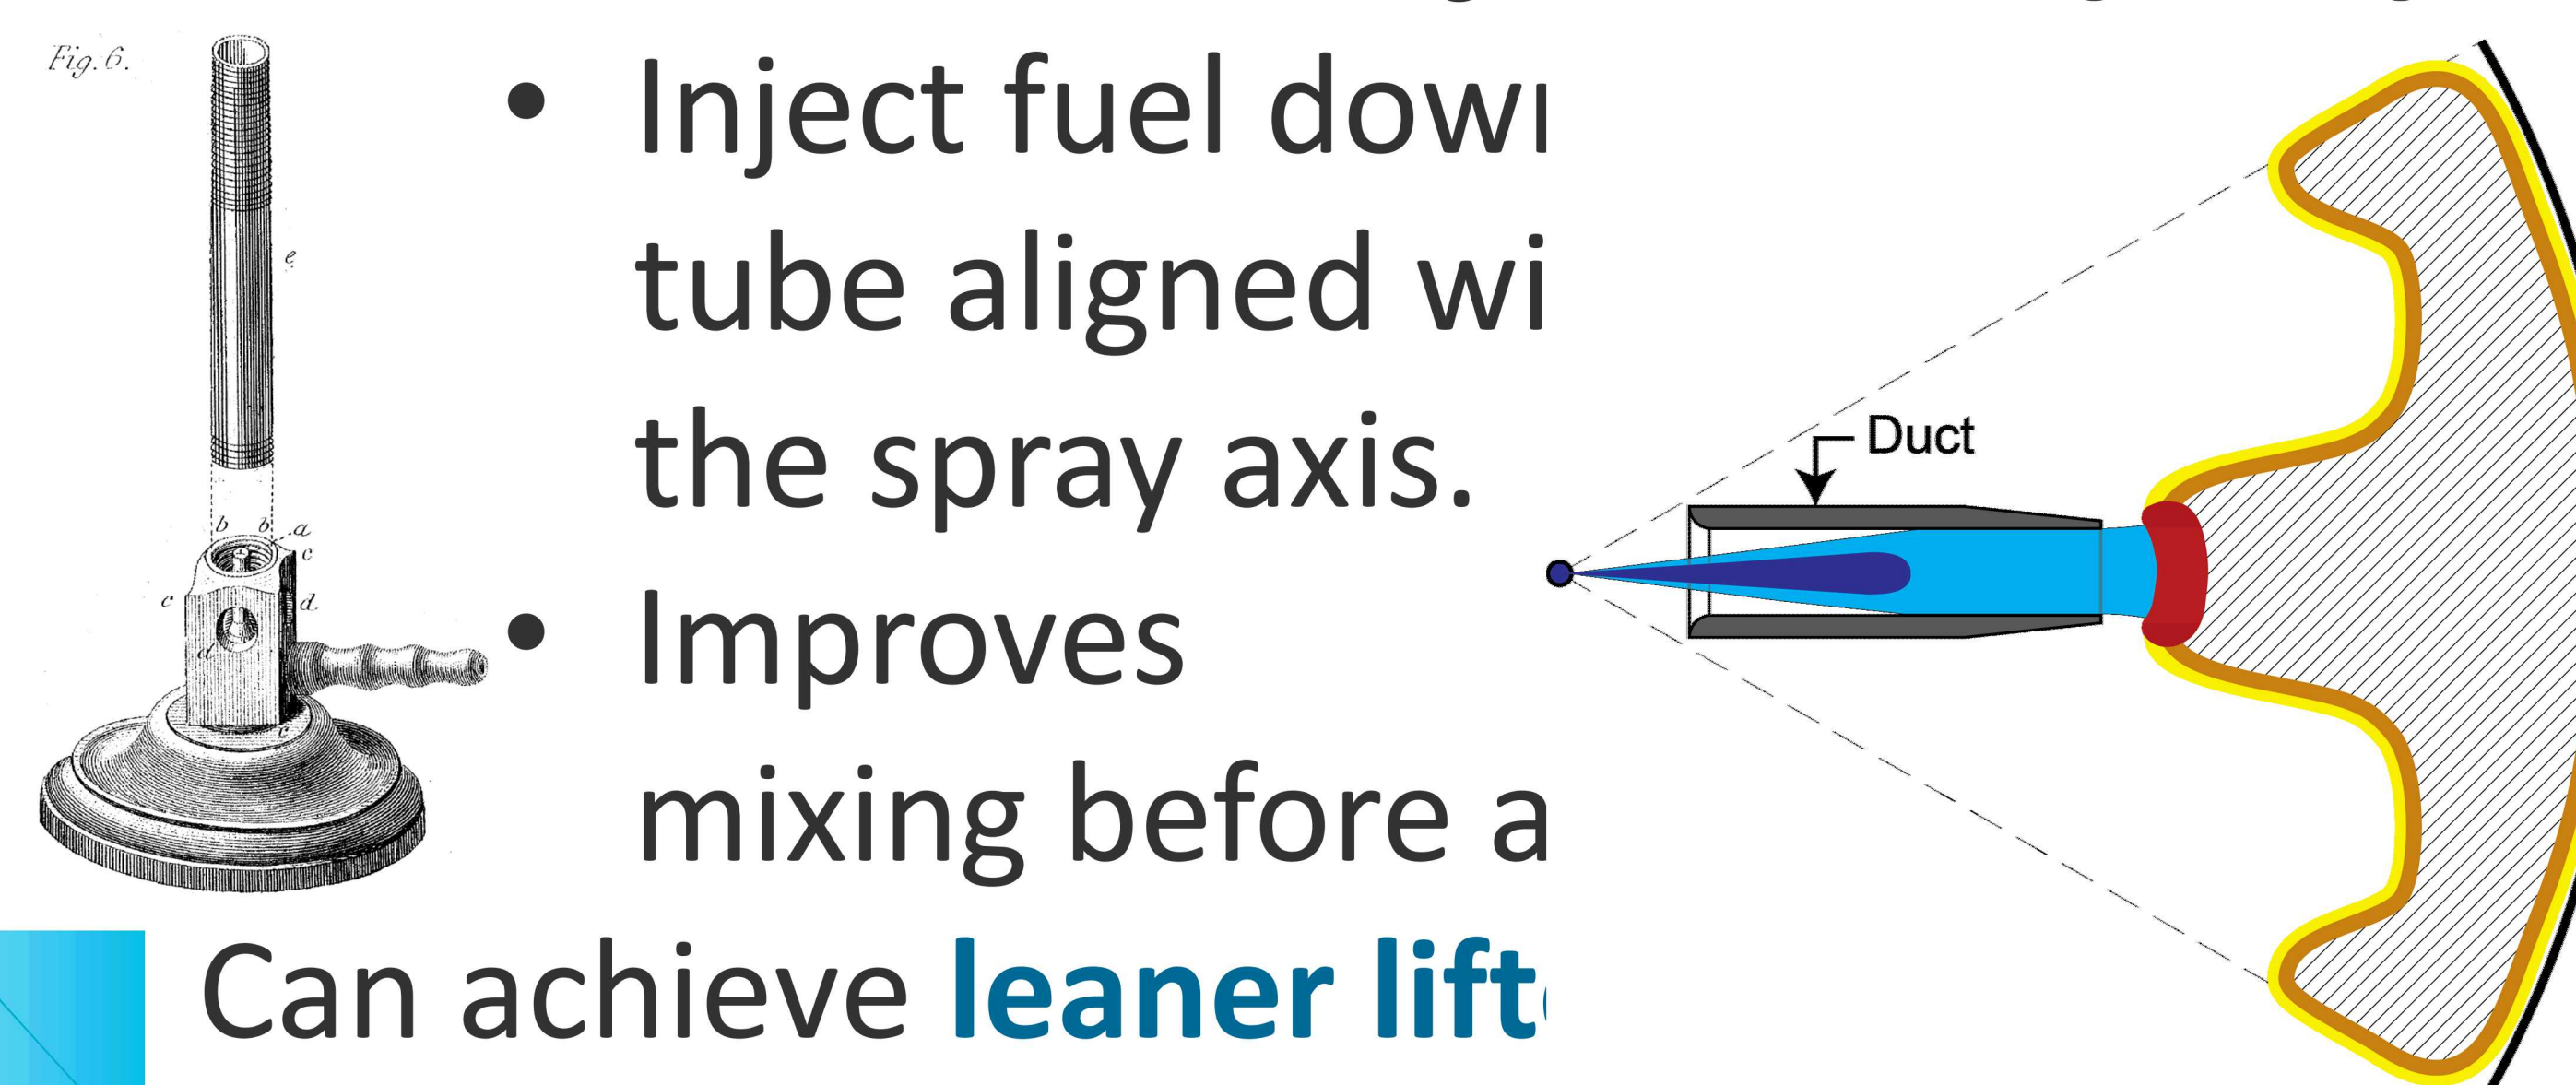 Fig. 6.
• Inject fuel dow
tube aligned wi
the spray axis.
• Improves
mixing before a
Can achieve leaner lift
Duct
e
b b a
c
c d
d
c